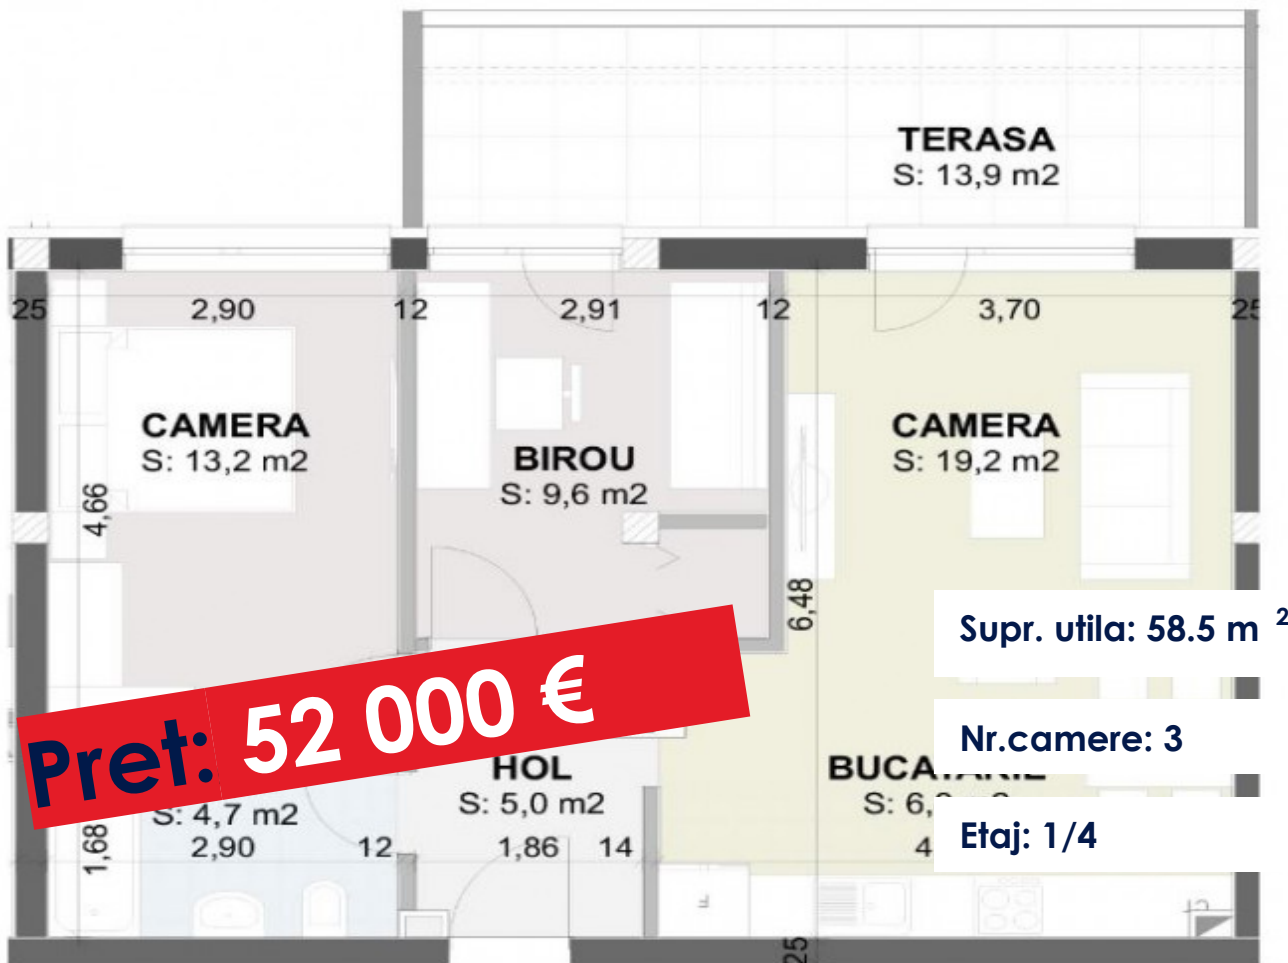 TERASA
S: 13,9 m2
25 2,90 12 2,91 12 3,70 25
CAMERA
S: 13,2 m2
BIROU
S: 9,6 m2
CAMERA
S: 19,2 m2
4,66
6,48
Supr. utila: 58.5 m 2
Pret: 52 000 €
Nr.camere: 3
HOL
S: 5,0 m2
BUCATARIE
S: 6,
S: 4,7 m2
Etaj: 1/4
1,68
2,90 12 1,86 14 4
25